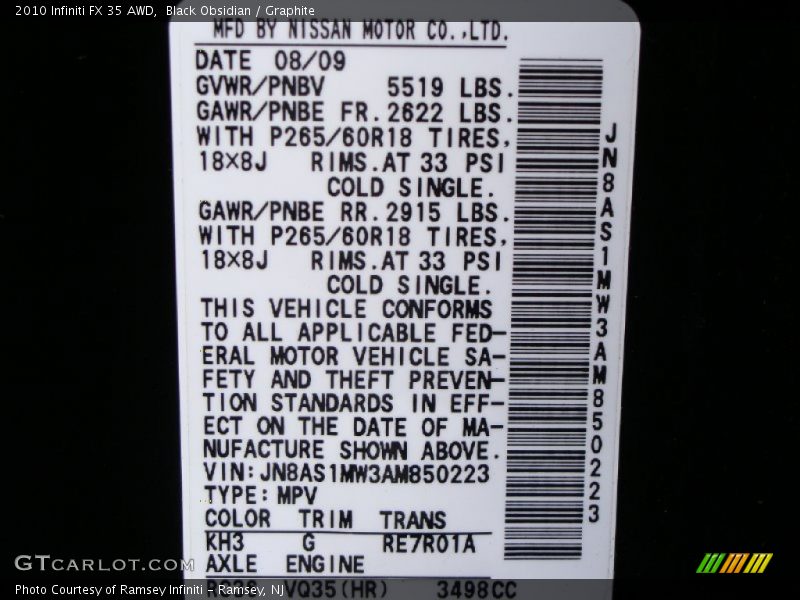 2010 Infiniti FX 35 AWD, Black Obsidian / Graphite
MFD BY NISSAN MOTOR CO.,LTD.
DATE 08/09
GVWR/PNBV 5519 LBS.
GAWR/PNBE FR.2622 LBS.
WITH P265/60R18 TIRES,
18×8J RIMS.AT 33 PSI
COLD SINGLE.
GAWR/PNBE RR.2915 LBS.
WITH P265/60R18 TIRES,
18×8J RIMS.AT 33 PSI
COLD SINGLE.
THIS VEHICLE CONFORMS
TO ALL APPLICABLE FED-
ERAL MOTOR VEHICLE SA-
FETY AND THEFT PREVEN-
TION STANDARDS IN EFF-
ECT ON THE DATE OF MA-
NUFACTURE SHOWN ABOVE.
VIN:JN8AS1MW3AM850223
TYPE:MPV
COLOR TRIM TRANS
KH3 G RE7R01A
AXLE ENGINE
VQ35(HR) 3498CC
JN8AS1MW3AM850223
GTCARLOT.COM
Photo Courtesy of Ramsey Infiniti - Ramsey, NJ